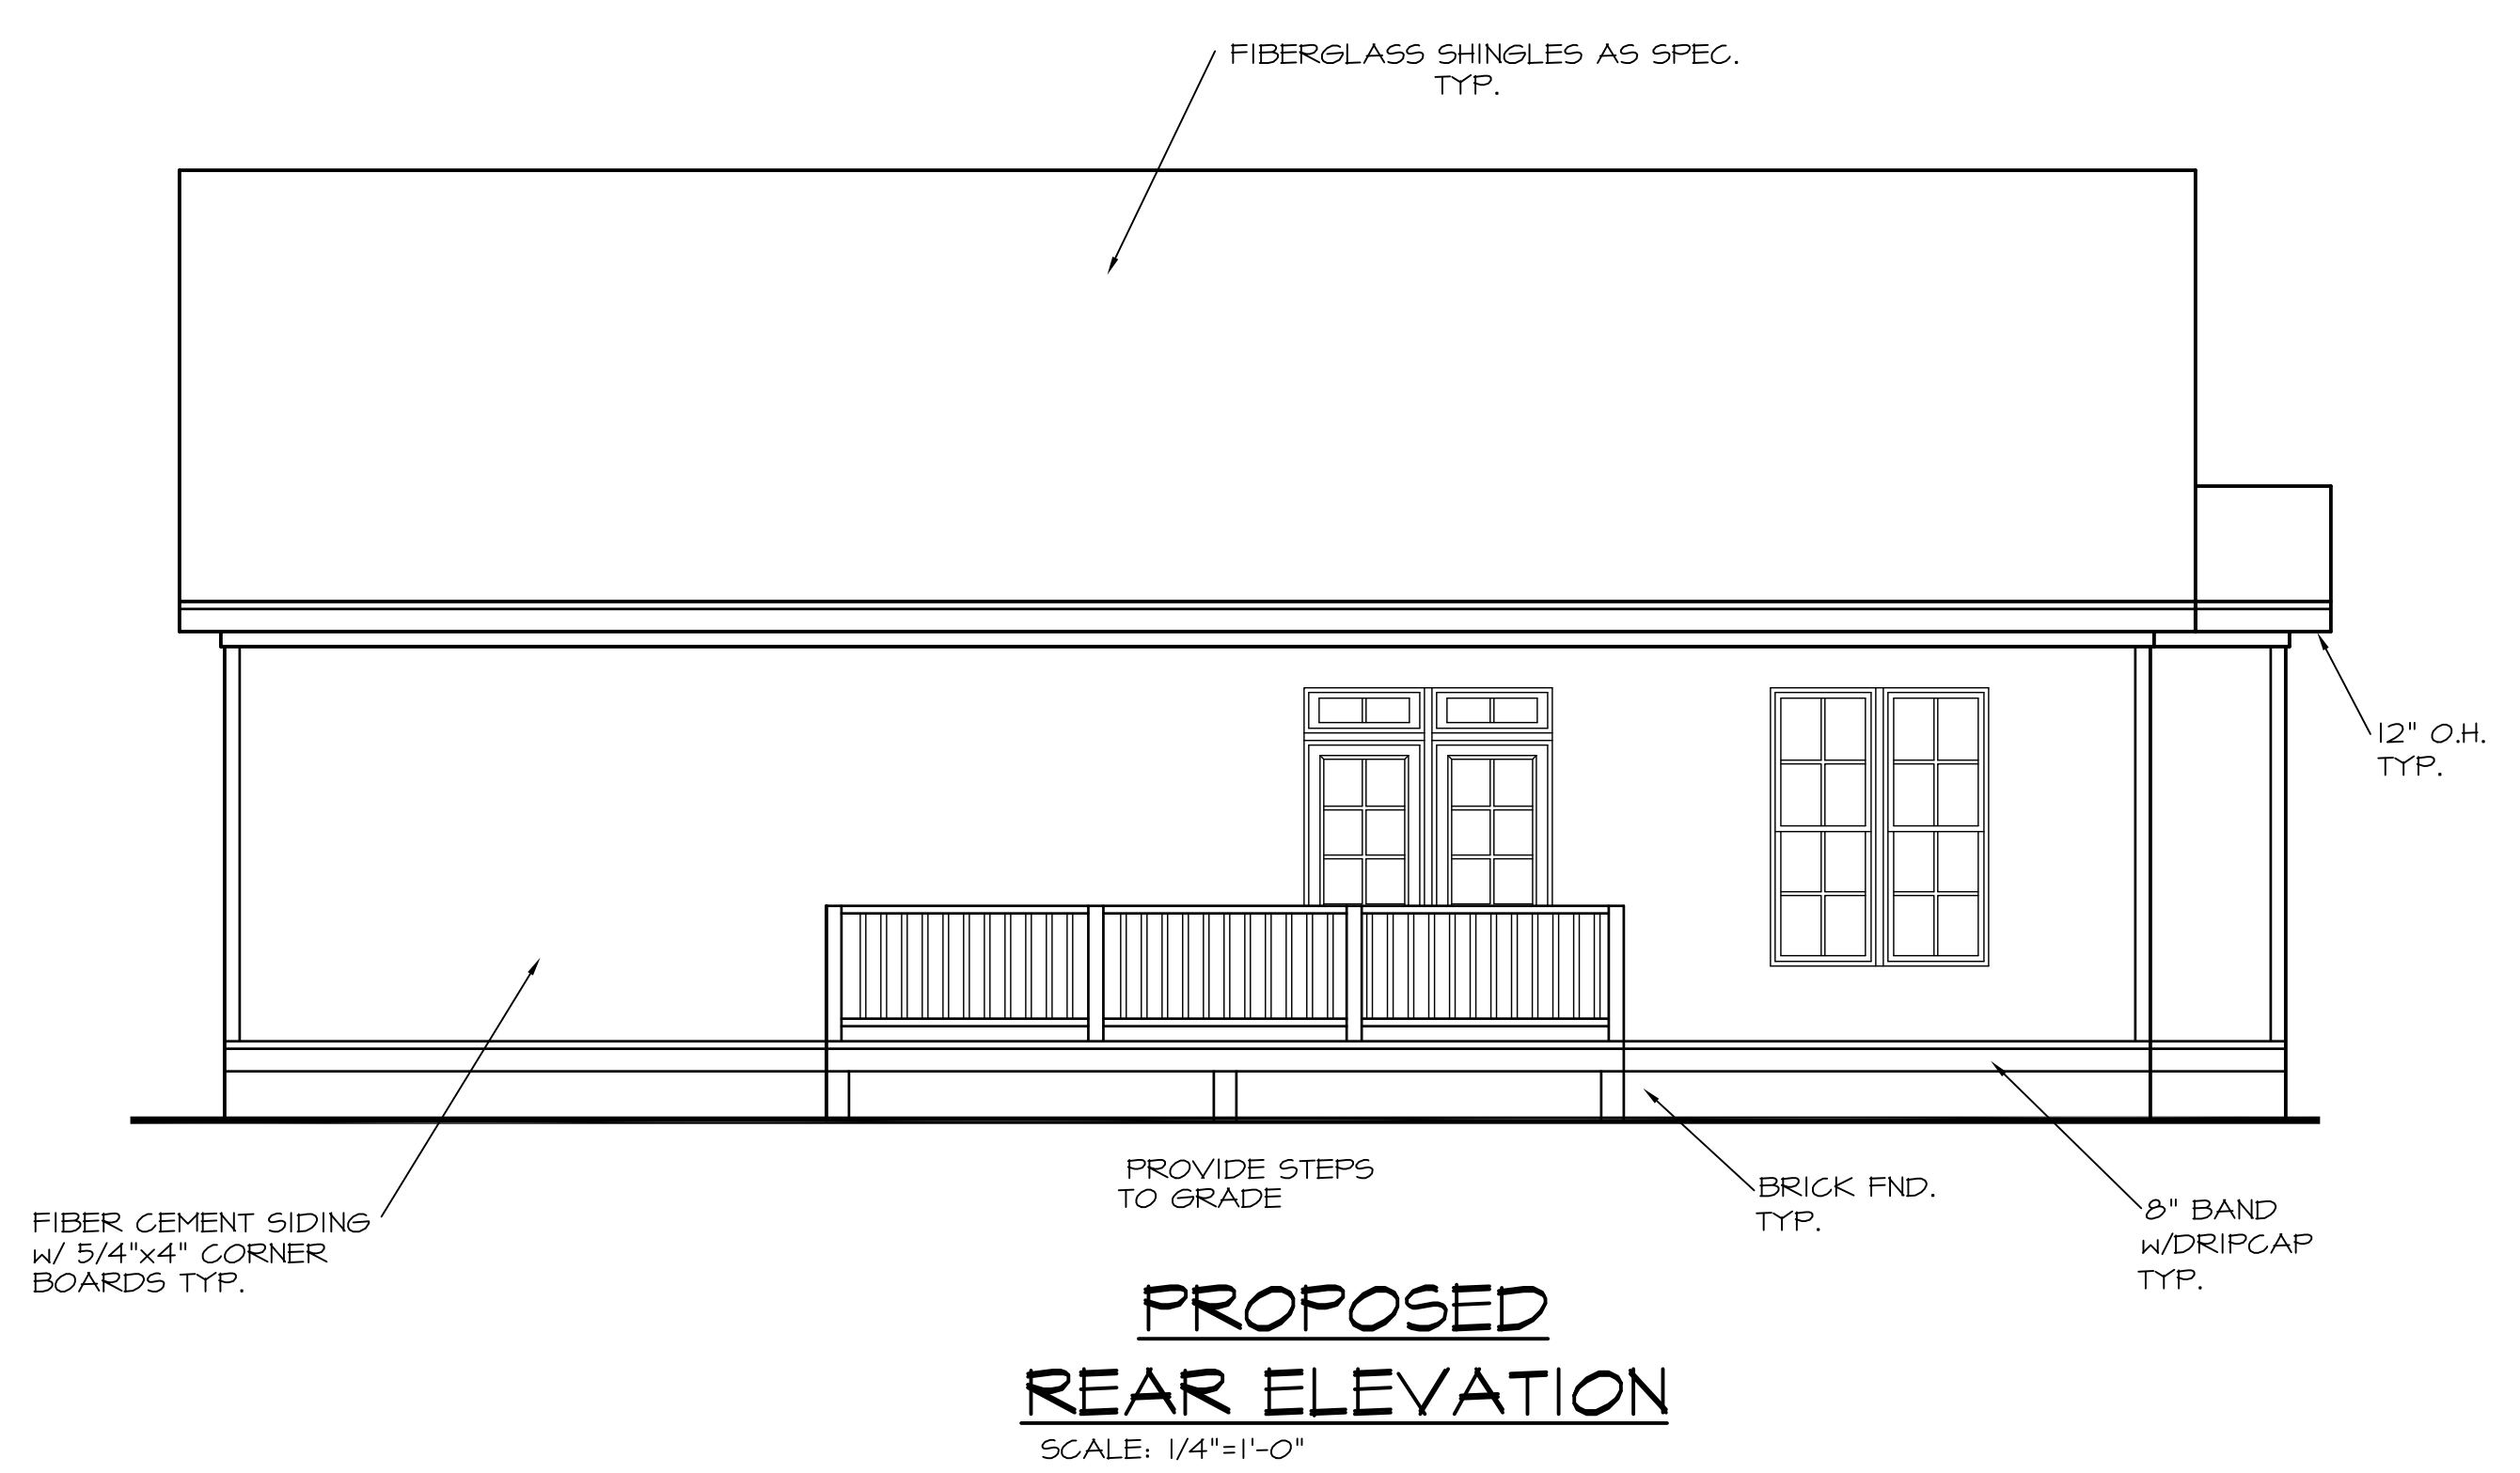 FIBERGLASS SHINGLES AS SPEC.
TYP.
12" O.H.
TYP.
PROVIDE STEPS
TO GRADE
BRICK FND.
TYP.
8" BAND
W/DRIPCAP
TYP.
FIBER CEMENT SIDING
W/ 5/4"x4" CORNER
BOARDS TYP.
PROPOSED
REAR ELEVATION
SCALE: 1/4"=1'-0"